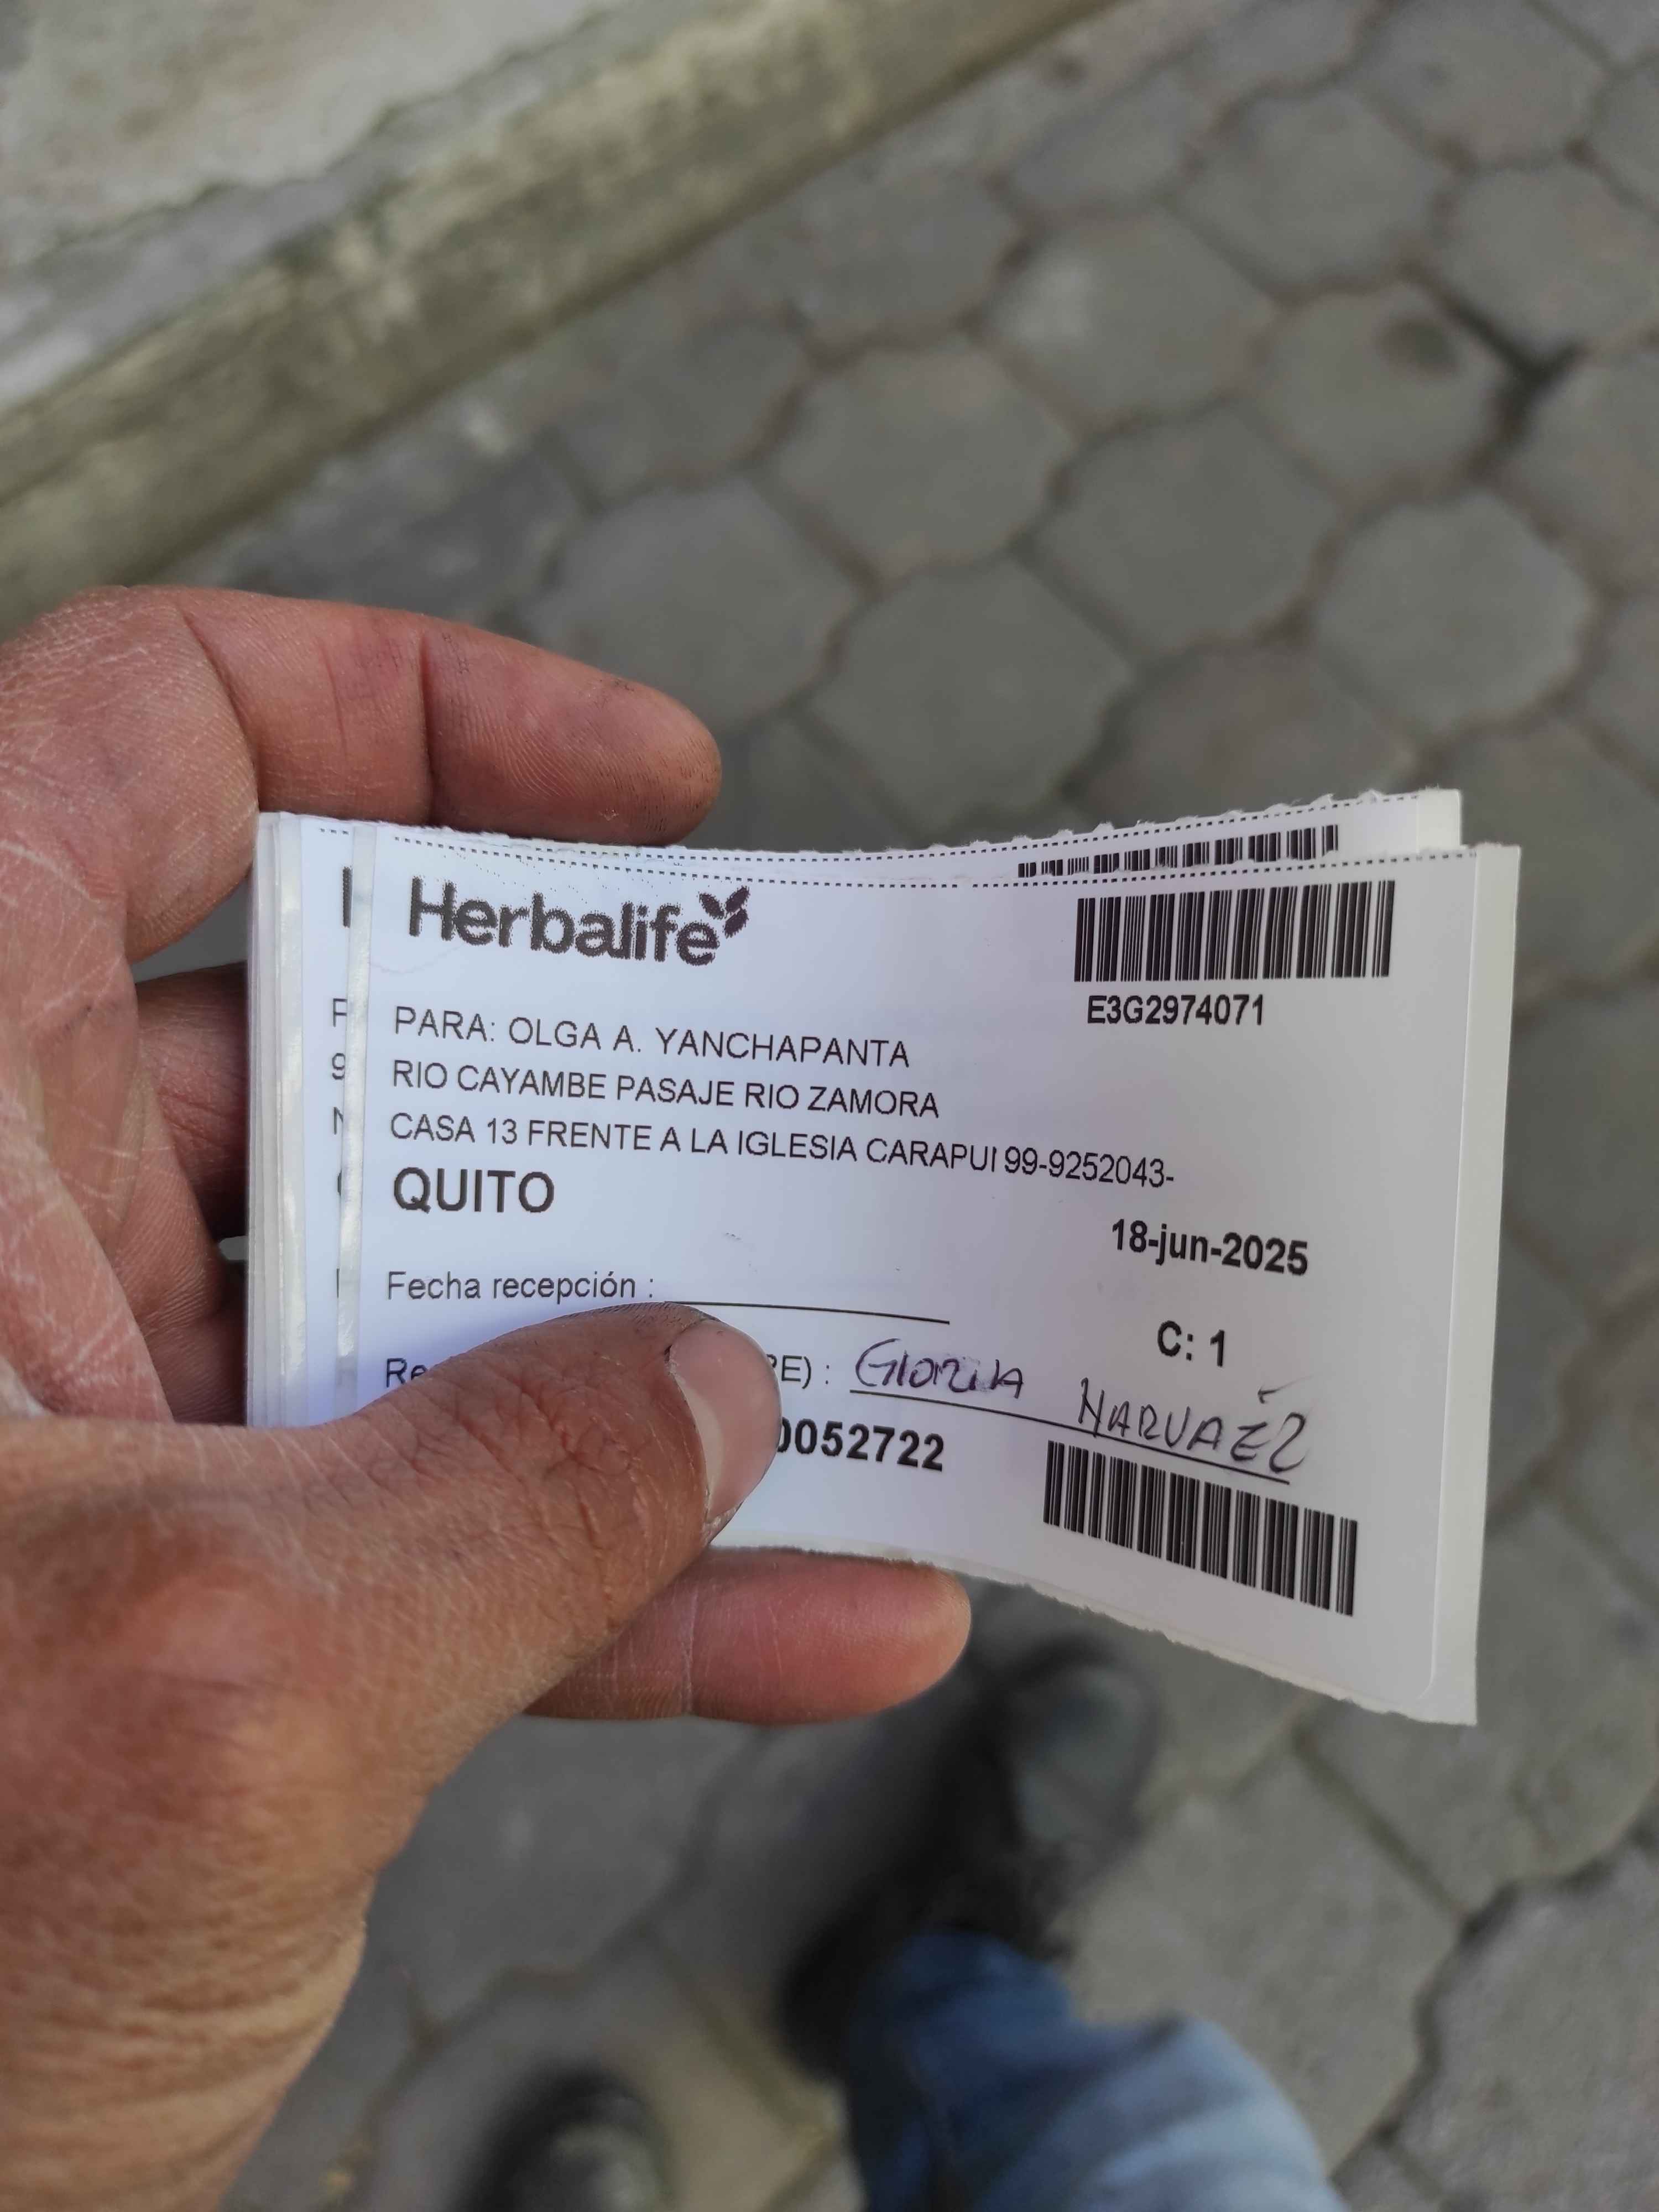 Herbalife
E3G2974071
PARA: OLGA A. YANCHAPANTA
RIO CAYAMBE PASAJE RIO ZAMORA
CASA 13 FRENTE A LA IGLESIA CARAPUI 99-9252043-
QUITO
18-jun-2025
Fecha recepción :
C: 1
Re E) : GLORIA NARVAÉZ
0052722